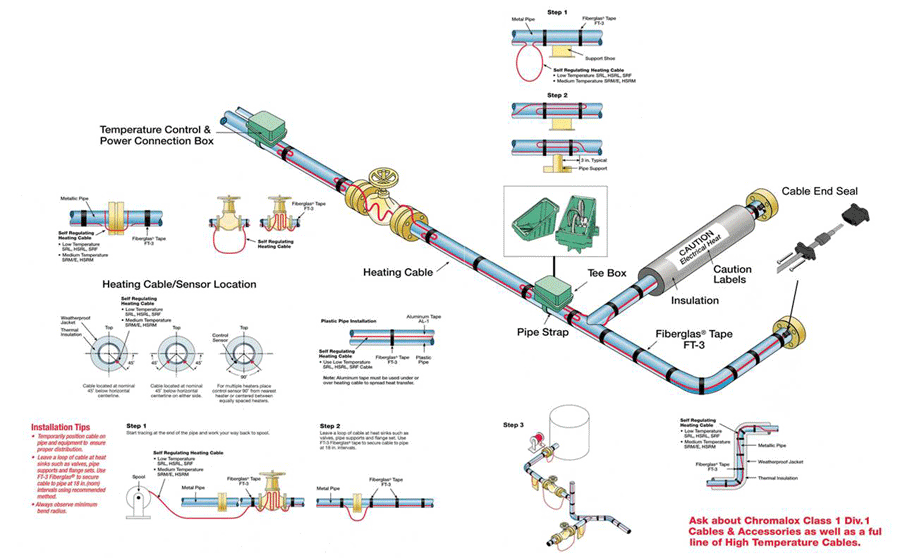 Step 1
Metal Pipe
Fiberglas® Tape
FT-3
Support Shoe
Self Regulating Heating Cable
• Low Temperature SRL, HSRL, SRF
• Medium Temperature SRM/E, HSRM
Step 2
3 in. Typical
Pipe Support
Temperature Control &
Power Connection Box
Metallic Pipe
Self Regulating
Heating Cable
• Low Temperature
SRL, HSRL, SRF
• Medium Temperature
SRM/E, HSRM
Fiberglas® Tape
FT-3
Fiberglas® Tape
FT-3
Self Regulating
Heating Cable
Heating Cable
Tee Box
Pipe Strap
CAUTION
Electrical Heat
Caution
Labels
Insulation
Cable End Seal
Fiberglas® Tape
FT-3
Heating Cable/Sensor Location
Self Regulating
Heating Cable
• Low Temperature
SRL, HSRL, SRF
• Medium Temperature
SRM/E, HSRM
Weatherproof
Jacket
Thermal
Insulation
Top
45°
Cable located at nominal
45° below horizontal
centerline.
Top
45°
45°
Cable located at nominal
45° below horizontal
centerline on either side.
Control
Sensor
Top
90°
For multiple heaters place
control sensor 90° from nearest
heater or centered between
equally spaced heaters.
Plastic Pipe Installation
Aluminum Tape
AL-1
Self Regulating
Heating Cable
• Use Low Temperature
SRL, HSRL, SRF Cable
Fiberglas® Tape
FT-3
Plastic
Pipe
Note: Aluminum tape must be used under or
over heating cable to spread heat transfer.
Installation Tips
• Temporarily position cable on
pipe and equipment to ensure
proper distribution.
• Leave a loop of cable at heat
sinks such as valves, pipe
supports and flange sets. Use
FT-3 Fiberglas® to secure
cable to pipe at 18 in.(nom)
intervals using recommended
method.
• Always observe minimum
bend radius.
Step 1
Start tracing at the end of the pipe and work your way back to spool.
Self Regulating Heating Cable
• Low Temperature
SRL, HSRL, SRF
• Medium Temperature
SRM/E, HSRM
Spool
Metal Pipe
Fiberglas® Tape
FT-3
Step 2
Leave a loop of cable at heat sinks such as
valves, pipe supports and flange set. Use
FT-3 Fiberglas® tape to secure cable to pipe
at 18 in. intervals.
Metal Pipe
Fiberglas® Tape
FT-3
Step 3
Self Regulating
Heating Cable
• Low Temperature
SRL, HSRL, SRF
• Medium Temperature
SRM/E, HSRM
Metallic Pipe
Fiberglas® Tape
FT-3
Weatherproof Jacket
Thermal Insulation
Ask about Chromalox Class 1 Div.1
Cables & Accessories as well as a ful
line of High Temperature Cables.